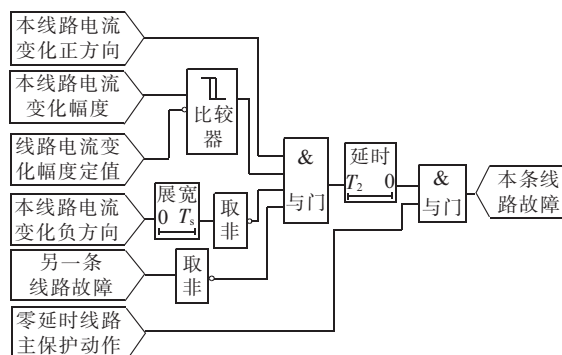 本线路电流
变化正方向
本线路电流
变化幅度
比较
器
线路电流变
化幅度定值
&
与门
延时
T₂ 0
&
与门
本条线
路故障
本线路电流
变化负方向
展宽
0 Tₛ
取
非
另一条
线路故障
取
非
零延时线路
主保护动作